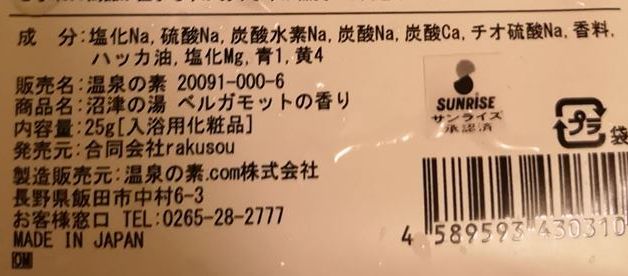 成　分:塩化Na, 硫酸Na, 炭酸水素Na, 炭酸Na, 炭酸Ca, チオ硫酸Na, 香料,
ハッカ油, 塩化Mg, 青1, 黄4
販売名:温泉の素 20091-000-6
商品名:沼津の湯 ベルガモットの香り
内容量:25g[入浴用化粧品]
発売元:合同会社rakusou
製造販売元:温泉の素.com株式会社
長野県飯田市中村6-3
お客様窓口 TEL:0265-28-2777
MADE IN JAPAN
OM
SUNRISE
サンライズ
承認済
プラ
袋
4 589593 430310